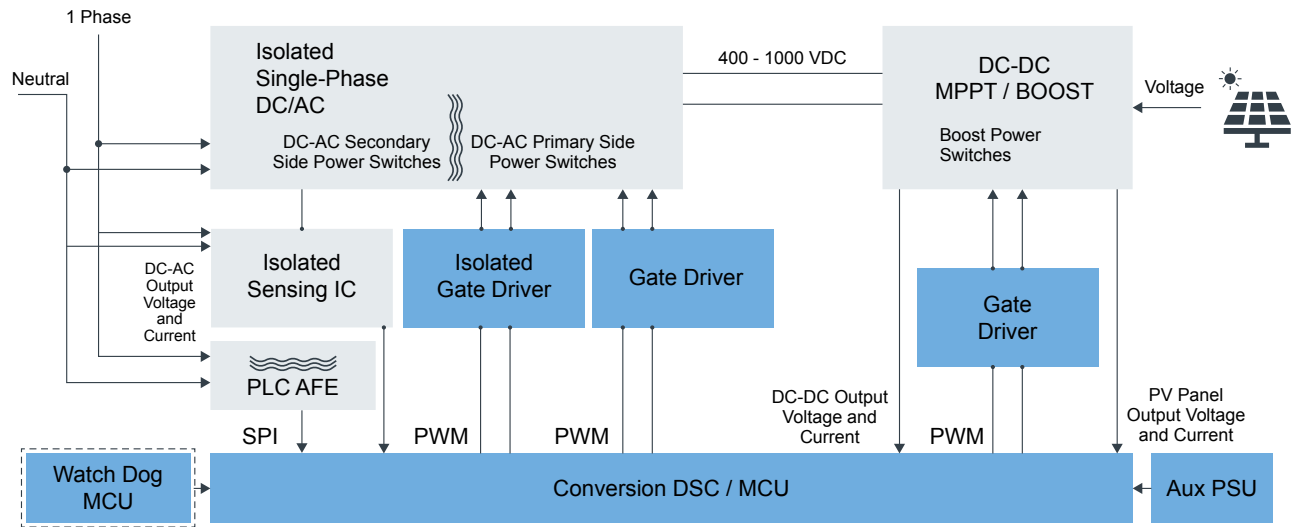 1 Phase
Neutral
Isolated
Single-Phase
DC/AC
DC-AC Secondary
Side Power Switches
DC-AC Primary Side
Power Switches
400 - 1000 VDC
DC-DC
MPPT / BOOST
Boost Power
Switches
Voltage
DC-AC
Output
Voltage
and
Current
Isolated
Sensing IC
Isolated
Gate Driver
Gate Driver
Gate
Driver
PLC AFE
SPI
PWM
PWM
DC-DC Output
Voltage and
Current
PWM
PV Panel
Output Voltage
and Current
Watch Dog
MCU
Conversion DSC / MCU
Aux PSU